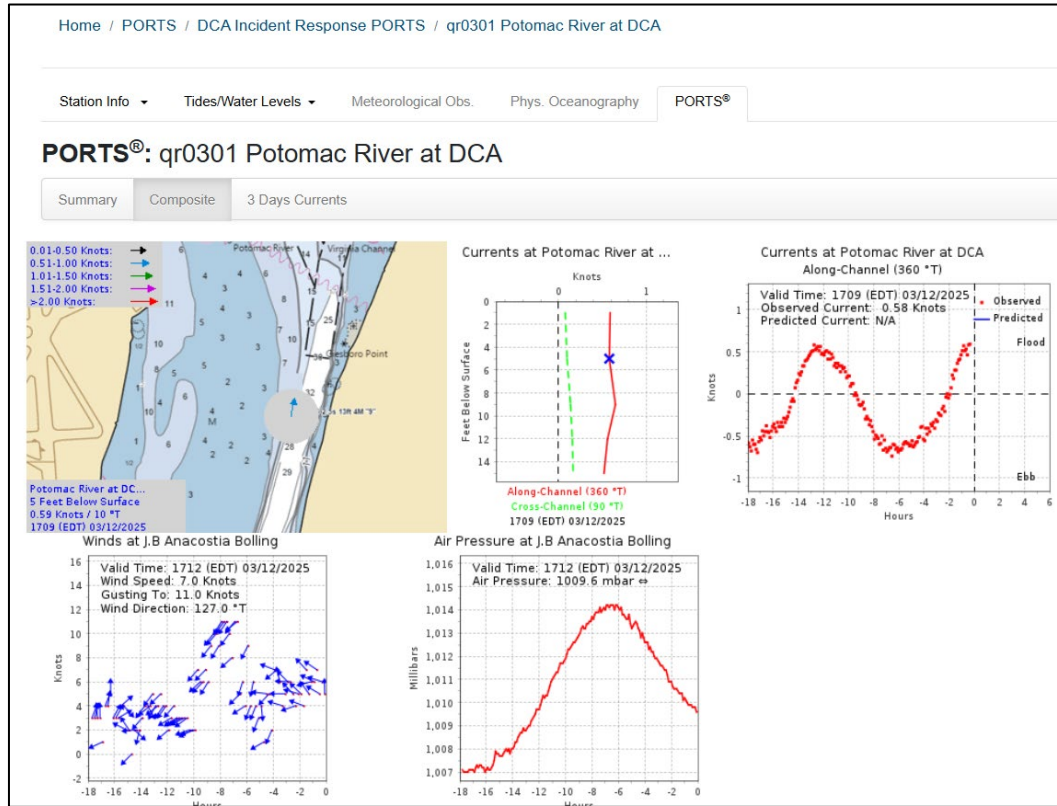 Home / PORTS / DCA Incident Response PORTS / qr0301 Potomac River at DCA
Station Info Tides/Water Levels Meteorological Obs. Phys. Oceanography PORTS®
PORTS®: qr0301 Potomac River at DCA
Summary Composite 3 Days Currents
0.01-0.50 Knots:
0.51-1.00 Knots:
1.01-1.50 Knots:
1.51-2.00 Knots:
>2.00 Knots:
Potomac River
Virginia Channel
Giesboro Point
M
13ft 4M "9"
Potomac River at DC...
5 Feet Below Surface
0.59 Knots / 10 °T
1709 (EDT) 03/12/2025
Currents at Potomac River at ...
Knots
0 1
0
2
4
6
8
10
12
14
Feet Below Surface
Along-Channel (360 °T)
Cross-Channel (90 °T)
1709 (EDT) 03/12/2025
Currents at Potomac River at DCA
Along-Channel (360 °T)
Valid Time: 1709 (EDT) 03/12/2025
Observed Current: 0.58 Knots
Predicted Current: N/A
Observed
Predicted
Flood
Ebb
1
0.5
0
-0.5
-1
Knots
-18 -16 -14 -12 -10 -8 -6 -4 -2 0 2 4 6
Hours
Winds at J.B Anacostia Bolling
Valid Time: 1712 (EDT) 03/12/2025
Wind Speed: 7.0 Knots
Gusting To: 11.0 Knots
Wind Direction: 127.0 °T
16
14
12
10
8
6
4
2
0
-2
Knots
-18 -16 -14 -12 -10 -8 -6 -4 -2 0
Hours
Air Pressure at J.B Anacostia Bolling
Valid Time: 1712 (EDT) 03/12/2025
Air Pressure: 1009.6 mbar ⇔
1,016
1,014
1,013
1,012
1,011
1,010
1,009
1,008
1,007
Millibars
-18 -16 -14 -12 -10 -8 -6 -4 -2 0
Hours